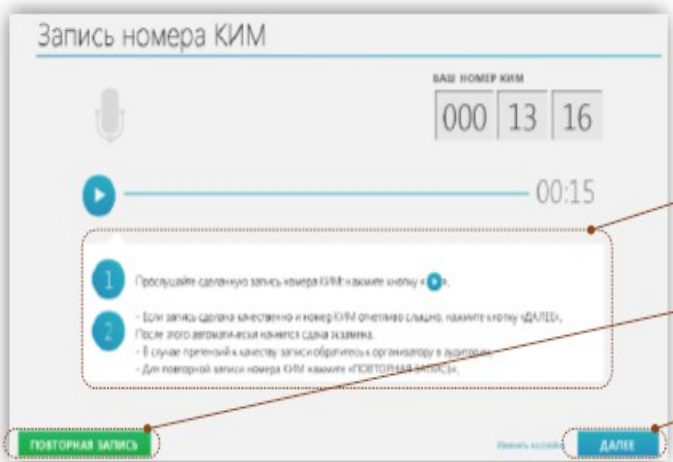 Запись номера КИМ
ВАШ НОМЕР КИМ
000 13 16
00:15
1 Прослушайте сделанную запись номера КИМ: нажмите кнопку « ».
2 - Если запись сделана качественно и номер КИМ отчетливо слышно, нажмите кнопку «ДАЛЕЕ».
После этого автоматически начнется сдача экзамена.
- В случае претензий к качеству записи обратитесь к организатору в аудитории.
- Для повторной записи номера КИМ нажмите «ПОВТОРНАЯ ЗАПИСЬ».
ПОВТОРНАЯ ЗАПИСЬ
ДАЛЕЕ